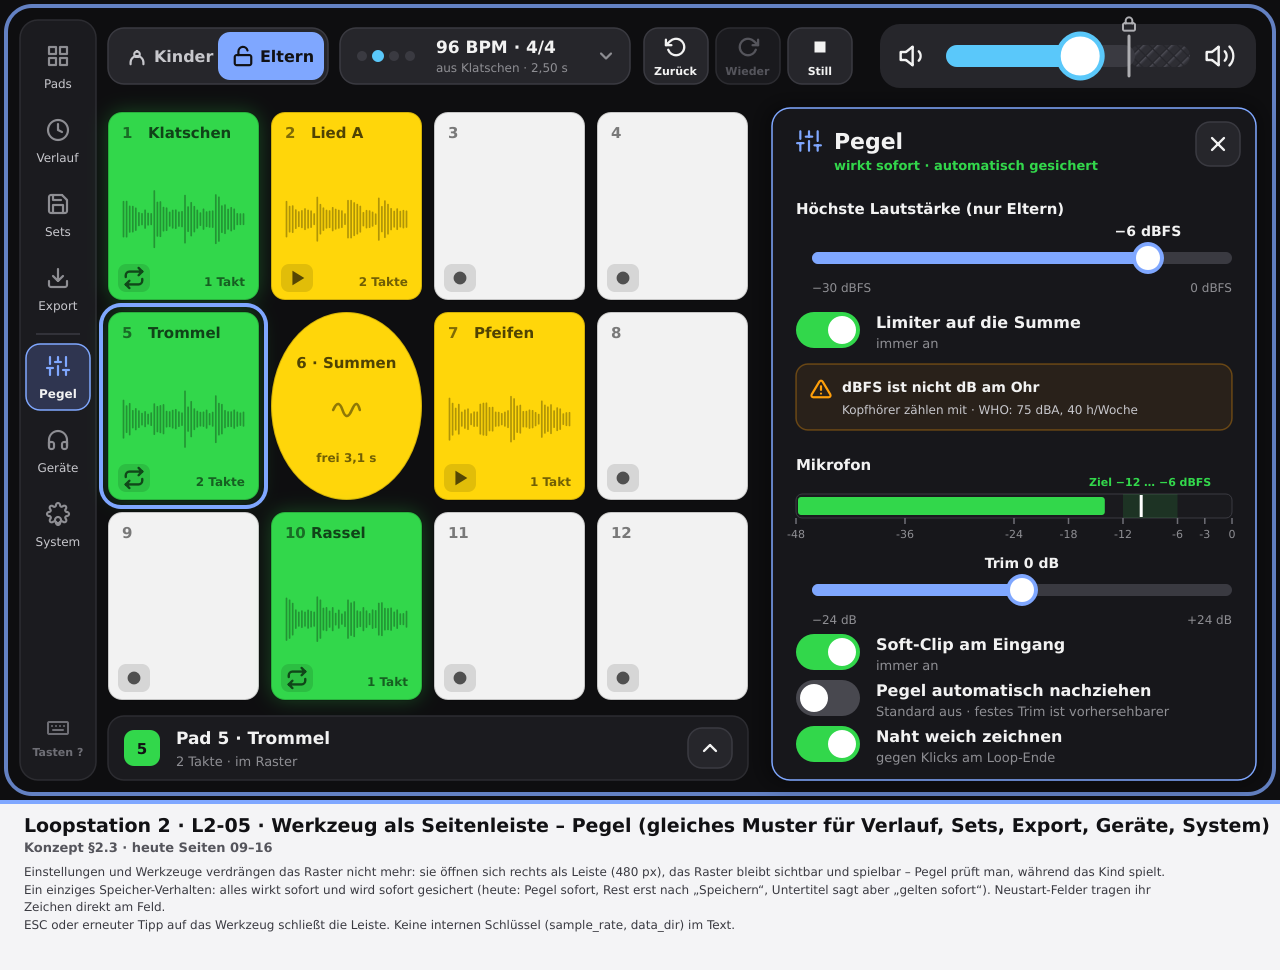 Pads
Verlauf
Sets
Export
Pegel
Geräte
System
Tasten ?
Kinder
Eltern
96 BPM · 4/4
aus Klatschen · 2,50 s
Zurück
Wieder
Still
1 Klatschen
1 Takt
2 Lied A
2 Takte
3
4
5 Trommel
2 Takte
6 · Summen
frei 3,1 s
7 Pfeifen
1 Takt
8
9
10 Rassel
1 Takt
11
12
5
Pad 5 · Trommel
2 Takte · im Raster
Pegel
wirkt sofort · automatisch gesichert
Höchste Lautstärke (nur Eltern)
−6 dBFS
−30 dBFS
0 dBFS
Limiter auf die Summe
immer an
dBFS ist nicht dB am Ohr
Kopfhörer zählen mit · WHO: 75 dBA, 40 h/Woche
Mikrofon
Ziel −12 … −6 dBFS
-48 -36 -24 -18 -12 -6 -3 0
Trim 0 dB
−24 dB
+24 dB
Soft-Clip am Eingang
immer an
Pegel automatisch nachziehen
Standard aus · festes Trim ist vorhersehbarer
Naht weich zeichnen
gegen Klicks am Loop-Ende
Loopstation 2 · L2-05 · Werkzeug als Seitenleiste – Pegel (gleiches Muster für Verlauf, Sets, Export, Geräte, System)
Konzept §2.3 · heute Seiten 09–16
Einstellungen und Werkzeuge verdrängen das Raster nicht mehr: sie öffnen sich rechts als Leiste (480 px), das Raster bleibt sichtbar und spielbar – Pegel prüft man, während das Kind spielt.
Ein einziges Speicher-Verhalten: alles wirkt sofort und wird sofort gesichert (heute: Pegel sofort, Rest erst nach „Speichern“, Untertitel sagt aber „gelten sofort“). Neustart-Felder tragen ihr
Zeichen direkt am Feld.
ESC oder erneuter Tipp auf das Werkzeug schließt die Leiste. Keine internen Schlüssel (sample_rate, data_dir) im Text.